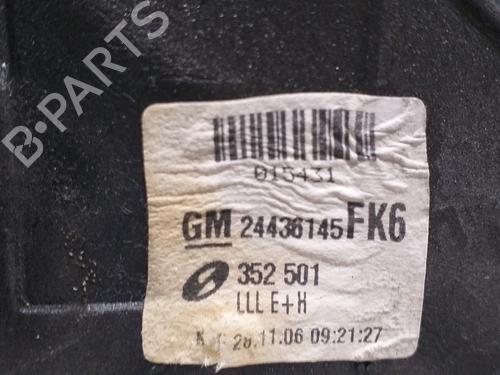 B-PARTS
015431
GM 24436145 FK6
352 501
LLL E+H
28.11.06 09:21:27